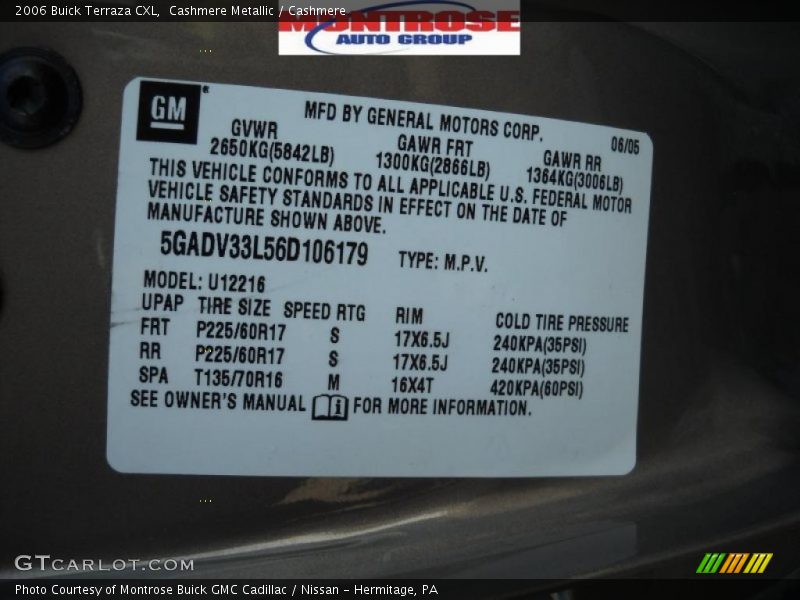 2006 Buick Terraza CXL,  Cashmere Metallic / Cashmere
MONTROSE
AUTO GROUP
GM
MFD BY GENERAL MOTORS CORP. 06/05
GVWR GAWR FRT GAWR RR
2650KG(5842LB) 1300KG(2866LB) 1364KG(3006LB)
THIS VEHICLE CONFORMS TO ALL APPLICABLE U.S. FEDERAL MOTOR
VEHICLE SAFETY STANDARDS IN EFFECT ON THE DATE OF
MANUFACTURE SHOWN ABOVE.
5GADV33L56D106179 TYPE: M.P.V.
MODEL: U12216
UPAP TIRE SIZE SPEED RTG RIM COLD TIRE PRESSURE
FRT P225/60R17 S 17X6.5J 240KPA(35PSI)
RR P225/60R17 S 17X6.5J 240KPA(35PSI)
SPA T135/70R16 M 16X4T 420KPA(60PSI)
SEE OWNER'S MANUAL i FOR MORE INFORMATION.
GTCARLOT.COM
Photo Courtesy of Montrose Buick GMC Cadillac / Nissan - Hermitage, PA